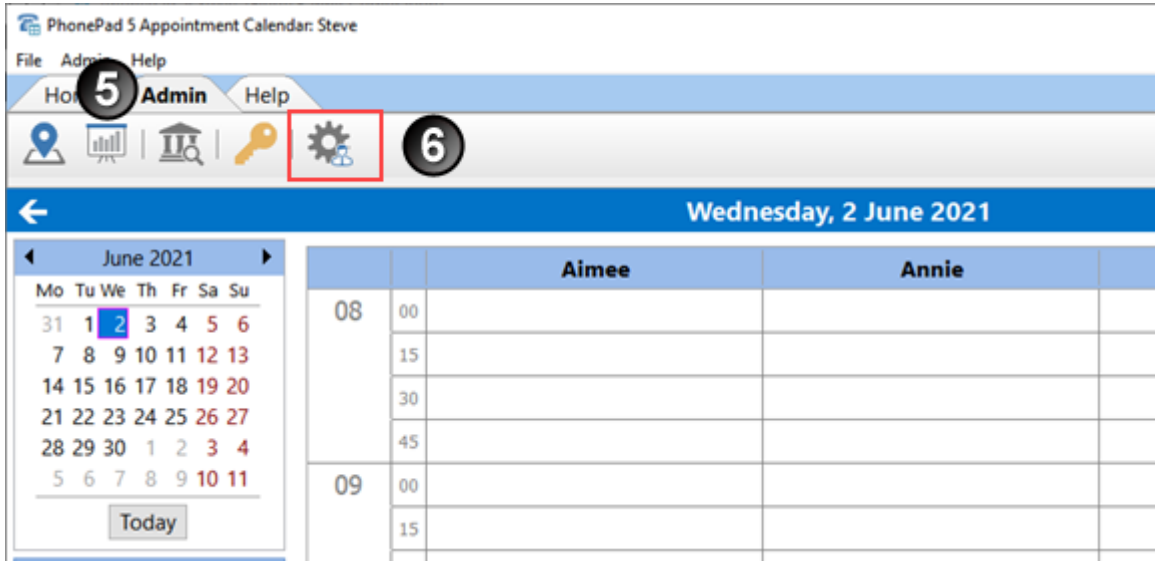 PhonePad 5 Appointment Calendar: Steve
File Admin Help
Ho 5 Admin Help
6
Wednesday, 2 June 2021
June 2021
Aimee Annie
Mo Tu We Th Fr Sa Su
31 1 2 3 4 5 6
7 8 9 10 11 12 13
14 15 16 17 18 19 20
21 22 23 24 25 26 27
28 29 30 1 2 3 4
5 6 7 8 9 10 11
Today
08 00
15
30
45
09 00
15